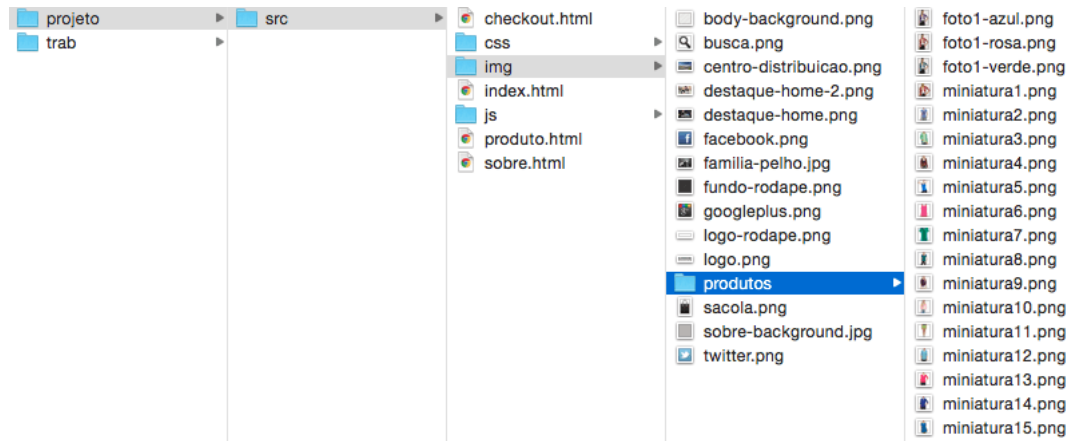 projeto
trab
src
checkout.html
css
img
index.html
js
produto.html
sobre.html
body-background.png
busca.png
centro-distribuicao.png
destaque-home-2.png
destaque-home.png
facebook.png
familia-pelho.jpg
fundo-rodape.png
googleplus.png
logo-rodape.png
logo.png
produtos
sacola.png
sobre-background.jpg
twitter.png
foto1-azul.png
foto1-rosa.png
foto1-verde.png
miniatura1.png
miniatura2.png
miniatura3.png
miniatura4.png
miniatura5.png
miniatura6.png
miniatura7.png
miniatura8.png
miniatura9.png
miniatura10.png
miniatura11.png
miniatura12.png
miniatura13.png
miniatura14.png
miniatura15.png